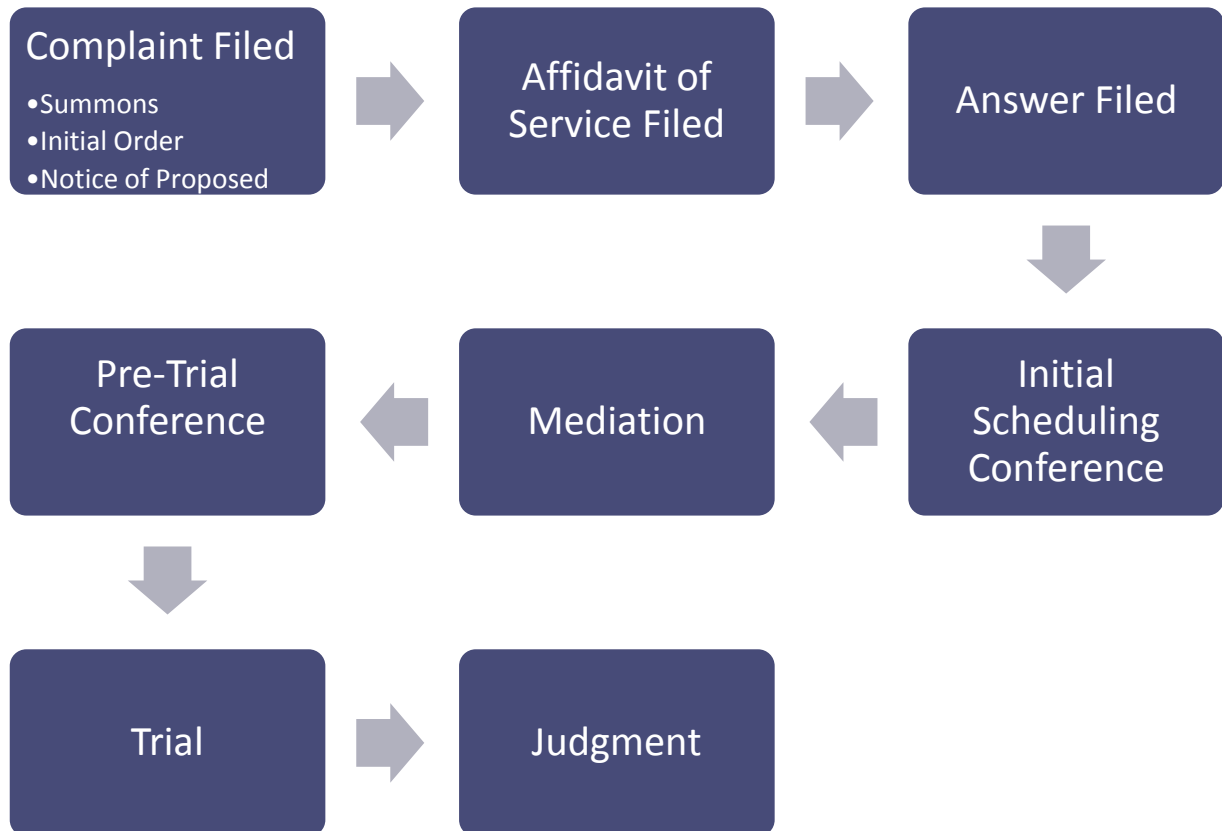 Complaint Filed
•Summons
•Initial Order
•Notice of Proposed
Affidavit of
Service Filed
Answer Filed
Initial
Scheduling
Conference
Mediation
Pre-Trial
Conference
Trial
Judgment